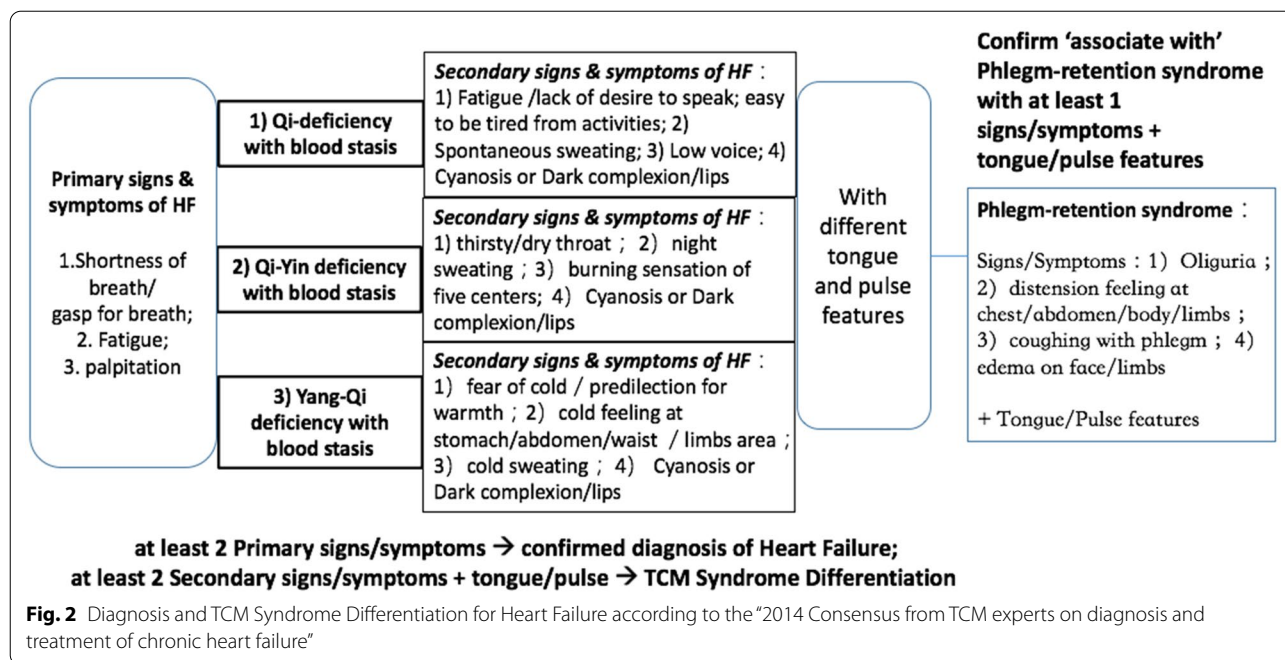 Primary signs &
symptoms of HF
1.Shortness of
breath/
gasp for breath;
2. Fatigue;
3. palpitation
1) Qi-deficiency
with blood stasis
2) Qi-Yin deficiency
with blood stasis
3) Yang-Qi
deficiency with
blood stasis
Secondary signs & symptoms of HF：
1) Fatigue /lack of desire to speak; easy
to be tired from activities; 2)
Spontaneous sweating; 3) Low voice; 4)
Cyanosis or Dark complexion/lips
Secondary signs & symptoms of HF：
1) thirsty/dry throat；2）night
sweating；3）burning sensation of
five centers; 4） Cyanosis or Dark
complexion/lips
Secondary signs & symptoms of HF：
1）fear of cold / predilection for
warmth；2）cold feeling at
stomach/abdomen/waist / limbs area；
3）cold sweating；4） Cyanosis or
Dark complexion/lips
With
different
tongue
and pulse
features
Confirm ‘associate with’
Phlegm-retention syndrome
with at least 1
signs/symptoms +
tongue/pulse features
Phlegm-retention syndrome：
Signs/Symptoms：1） Oliguria；
2）distension feeling at
chest/abdomen/body/limbs；
3）coughing with phlegm；4）
edema on face/limbs
+ Tongue/Pulse features
at least 2 Primary signs/symptoms → confirmed diagnosis of Heart Failure;
at least 2 Secondary signs/symptoms + tongue/pulse → TCM Syndrome Differentiation
Fig. 2 Diagnosis and TCM Syndrome Differentiation for Heart Failure according to the “2014 Consensus from TCM experts on diagnosis and
treatment of chronic heart failure”